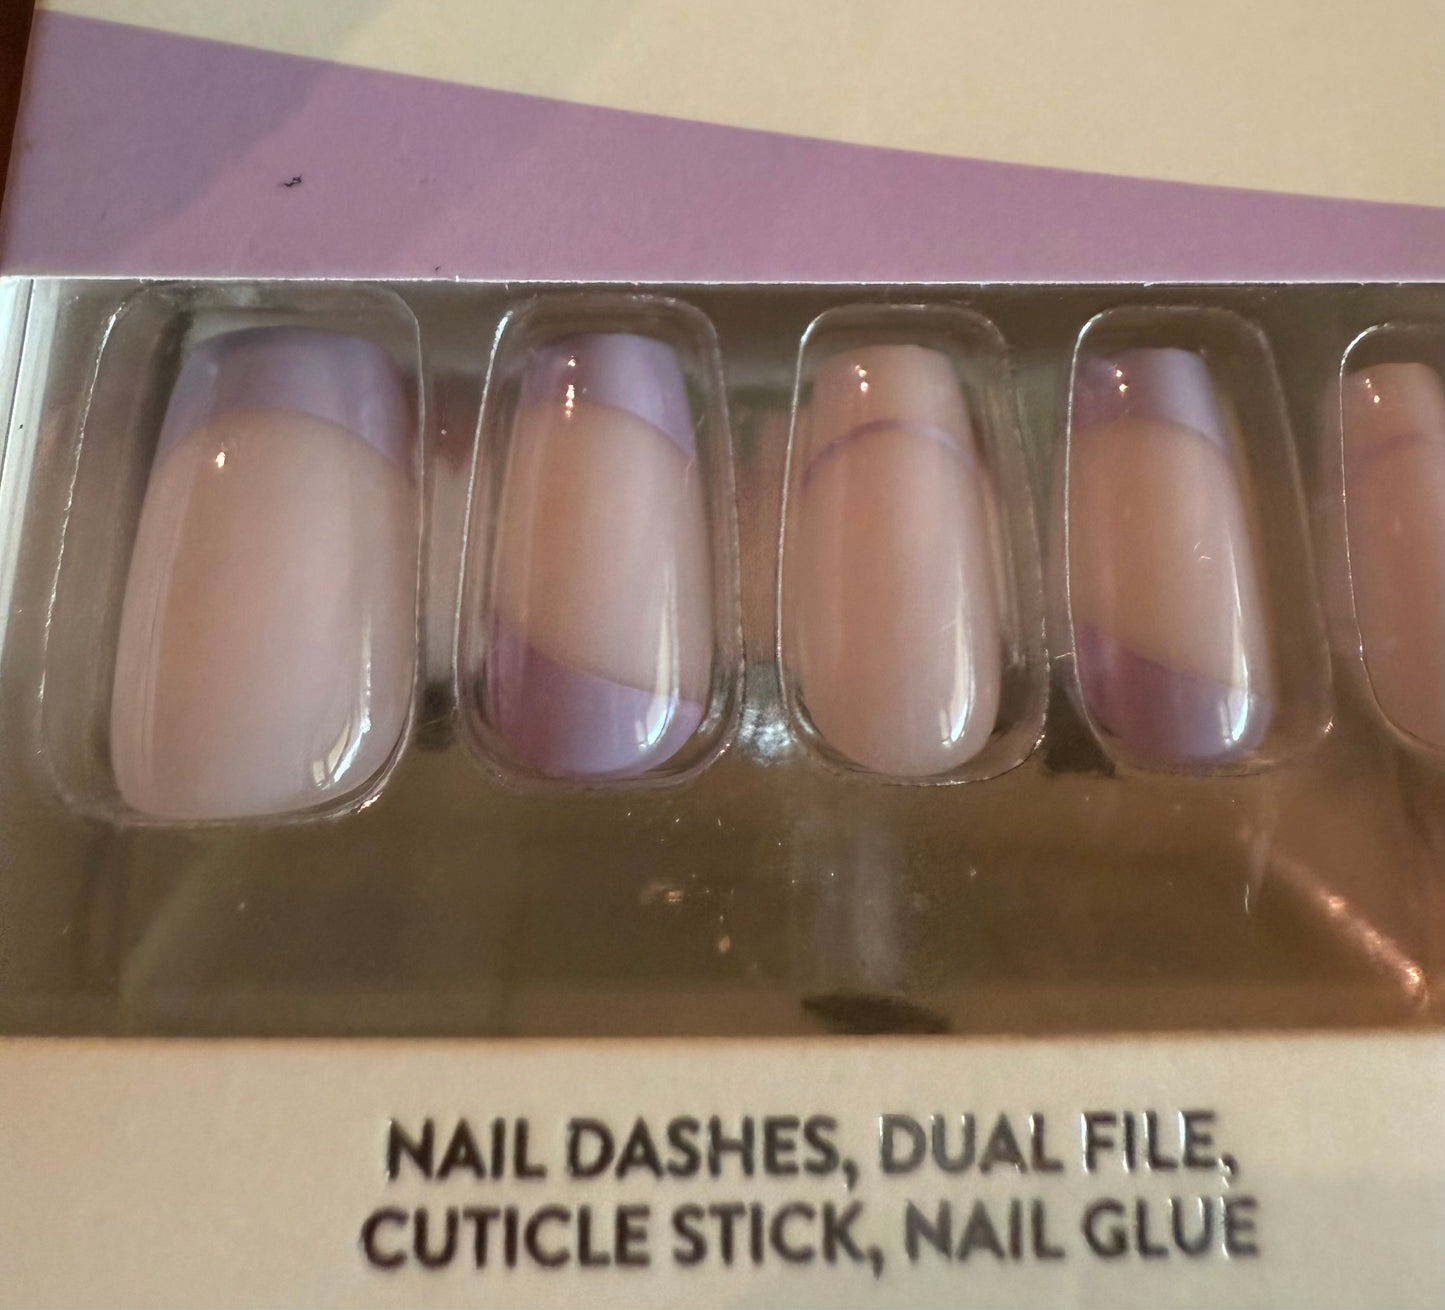 NAIL DASHES, DUAL FILE,
CUTICLE STICK, NAIL GLUE